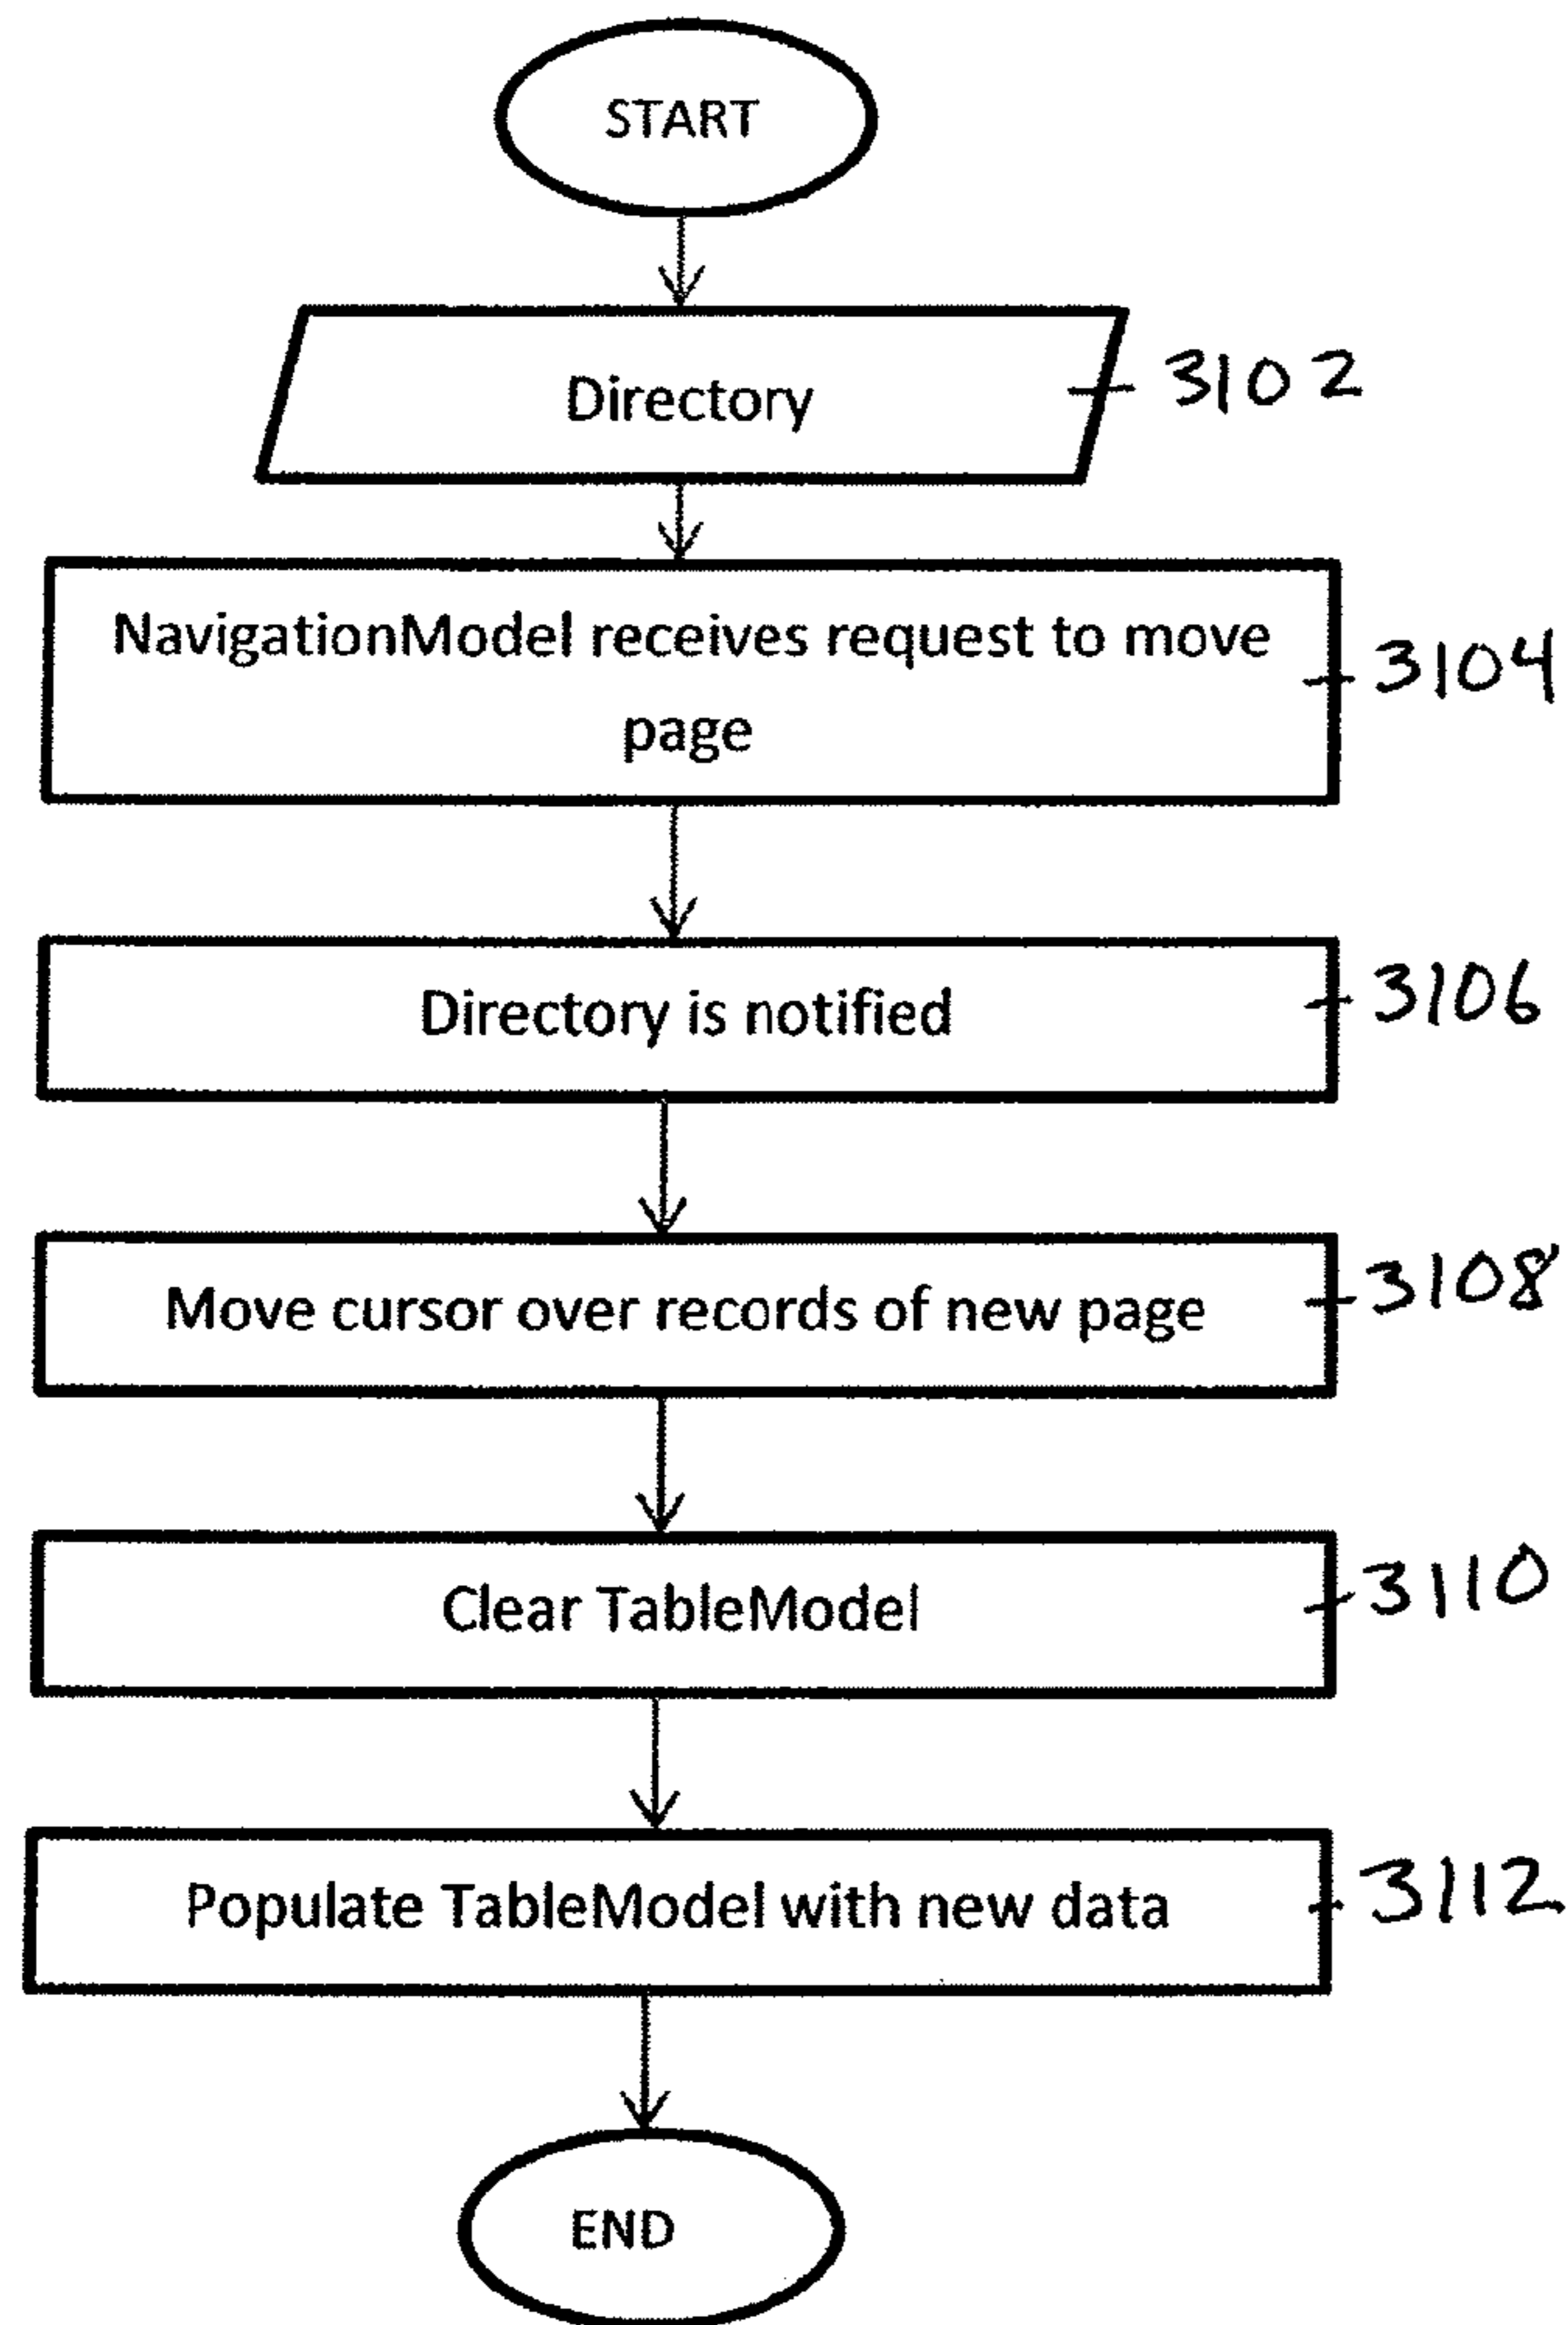 START
Directory
3102
NavigationModel receives request to move
page
3104
Directory is notified
3106
Move cursor over records of new page
3108
Clear TableModel
3110
Populate TableModel with new data
3112
END